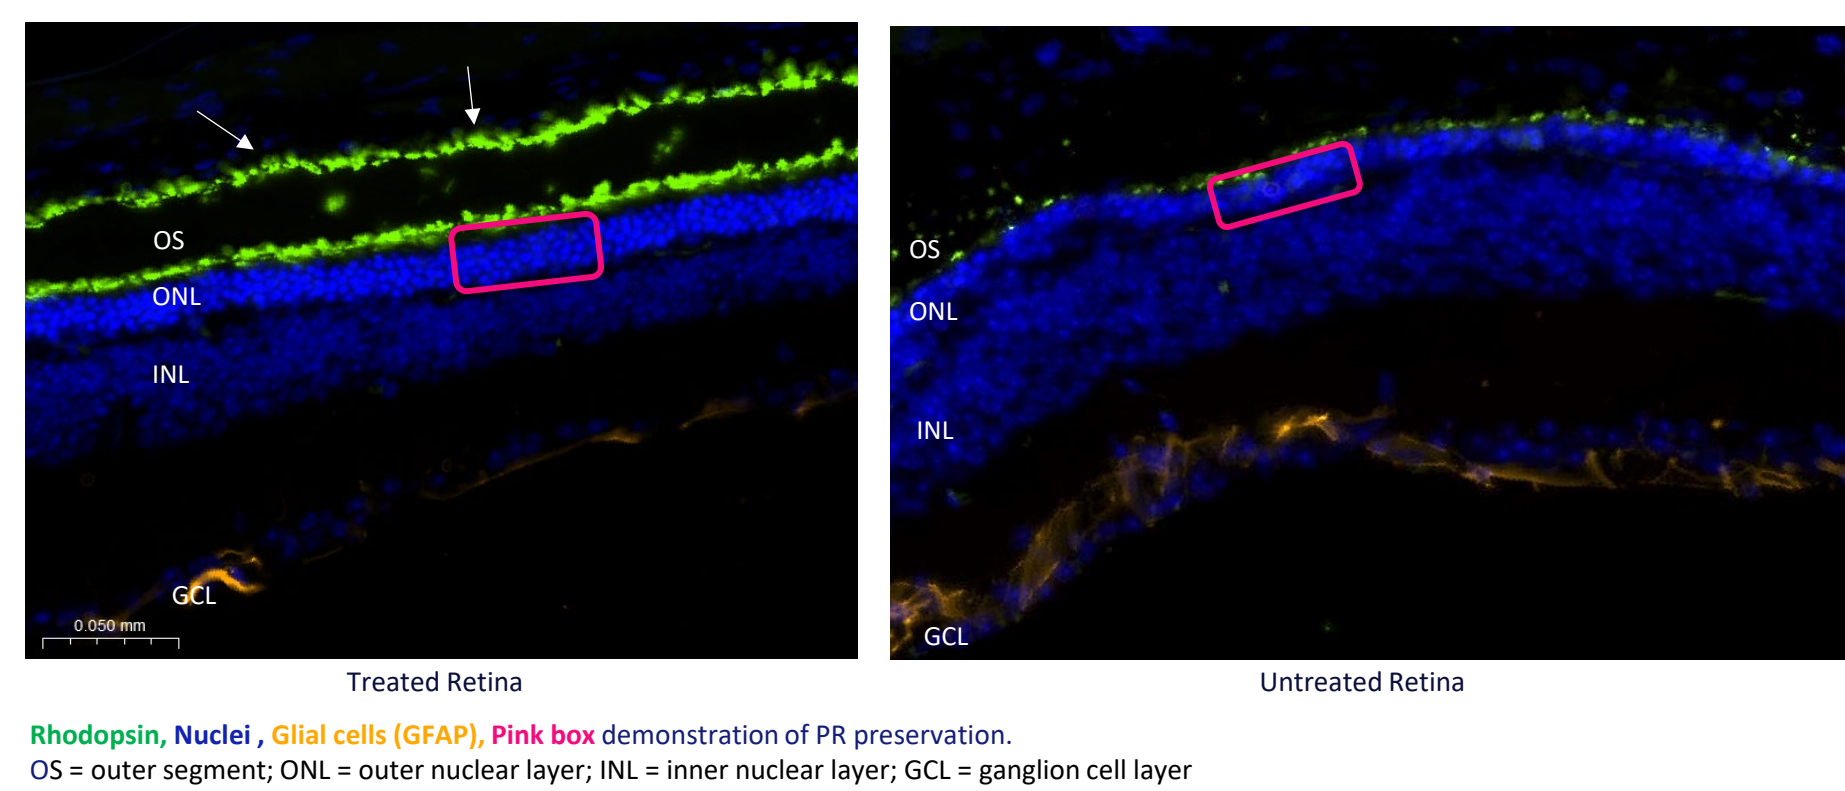 OS
ONL
INL
GCL
0.050 mm
OS
ONL
INL
GCL
Treated Retina
Untreated Retina
Rhodopsin, Nuclei , Glial cells (GFAP), Pink box demonstration of PR preservation.
OS = outer segment; ONL = outer nuclear layer; INL = inner nuclear layer; GCL = ganglion cell layer